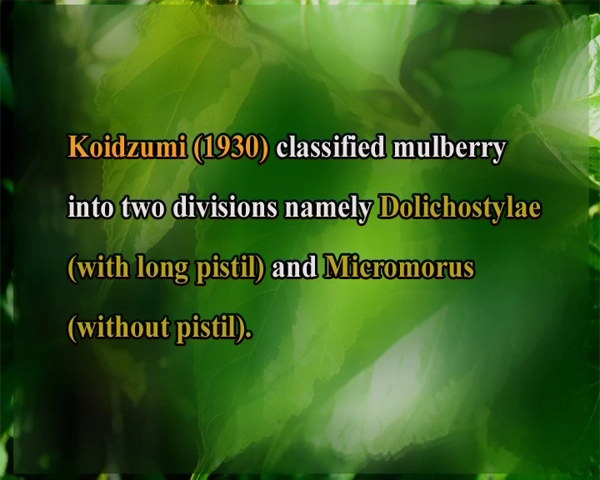 Koidzumi (1930) classified mulberry
into two divisions namely Dolichostylae
(with long pistil) and Micromorus
(without pistil).